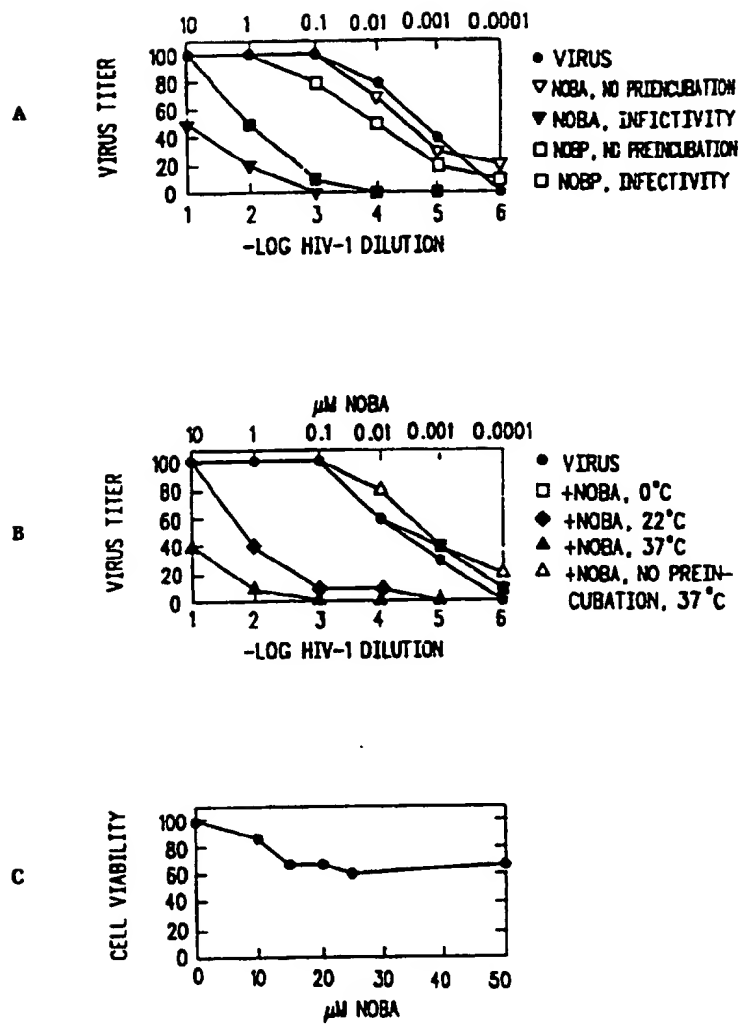 A
10 1 0.1 0.01 0.001 0.0001
VIRUS TITER
100
80
60
40
20
0
1 2 3 4 5 6
-LOG HIV-1 DILUTION
VIRUS
NOBA, NO PRIENCUBATION
NOBA, INFICTIVITY
NOBP, NO PREINCUBATION
NOBP, INFECTIVITY
B
μM NOBA
10 1 0.1 0.01 0.001 0.0001
VIRUS TITER
100
80
60
40
20
0
1 2 3 4 5 6
-LOG HIV-1 DILUTION
VIRUS
+NOBA, 0°C
+NOBA, 22°C
+NOBA, 37°C
+NOBA, NO PREIN-
CUBATION, 37°C
C
CELL VIABILITY
100
80
60
40
20
0
0 10 20 30 40 50
μM NOBA